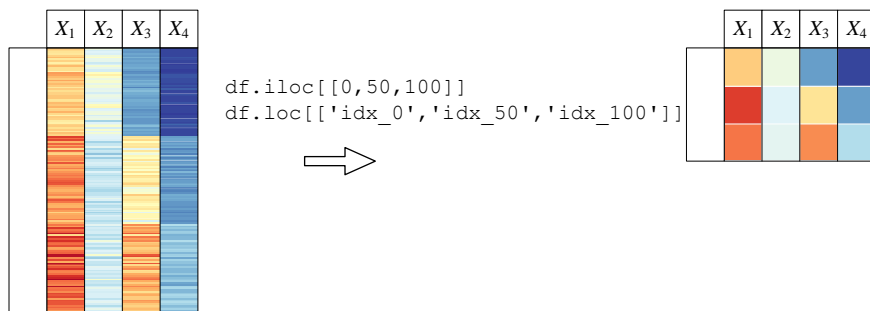 X₁ X₂ X₃ X₄
df.iloc[[0,50,100]]
df.loc[['idx_0','idx_50','idx_100']]
X₁ X₂ X₃ X₄